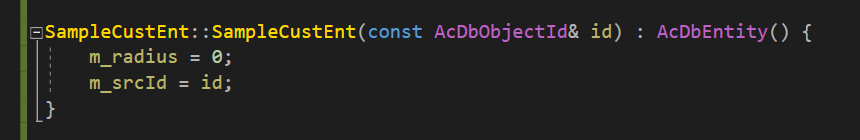 SampleCustEnt::SampleCustEnt(const AcDbObjectId& id) : AcDbEntity() {
    m_radius = 0;
    m_srcId = id;
}